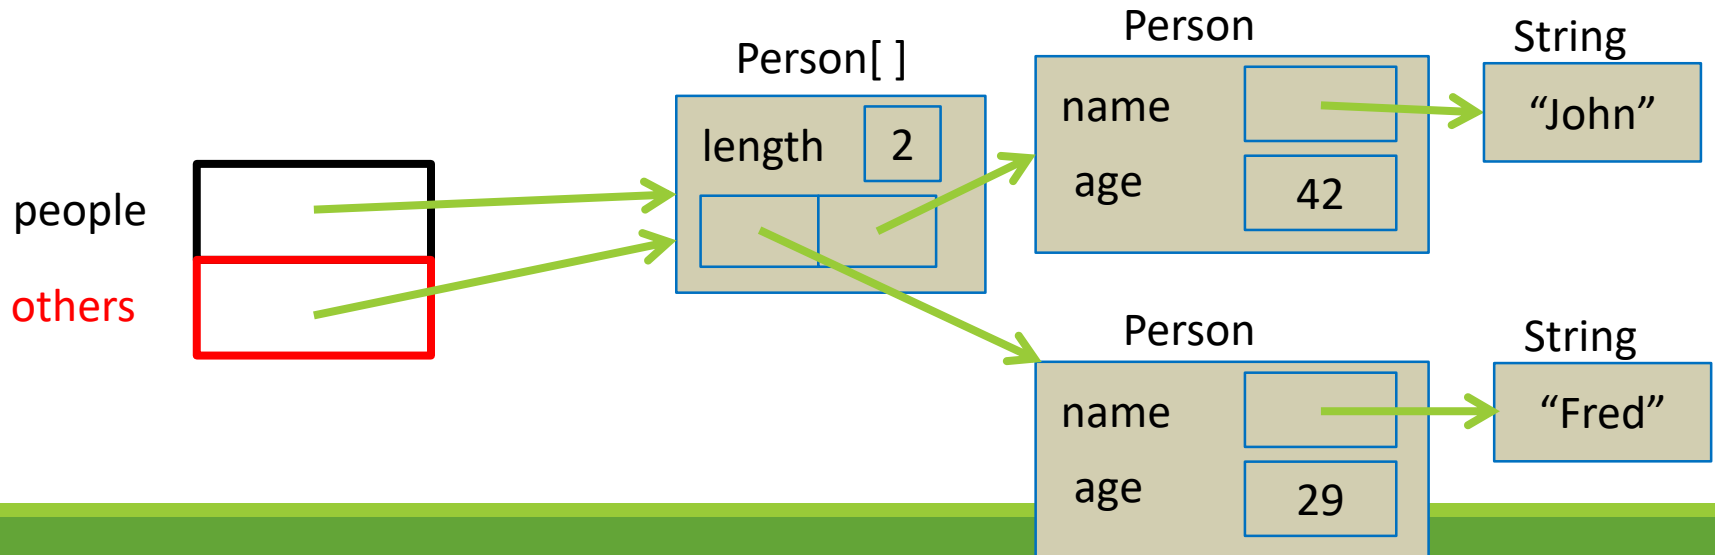 Person
String
Person[ ]
name
“John”
length 2
age 42
people
others
Person
String
name
“Fred”
age 29